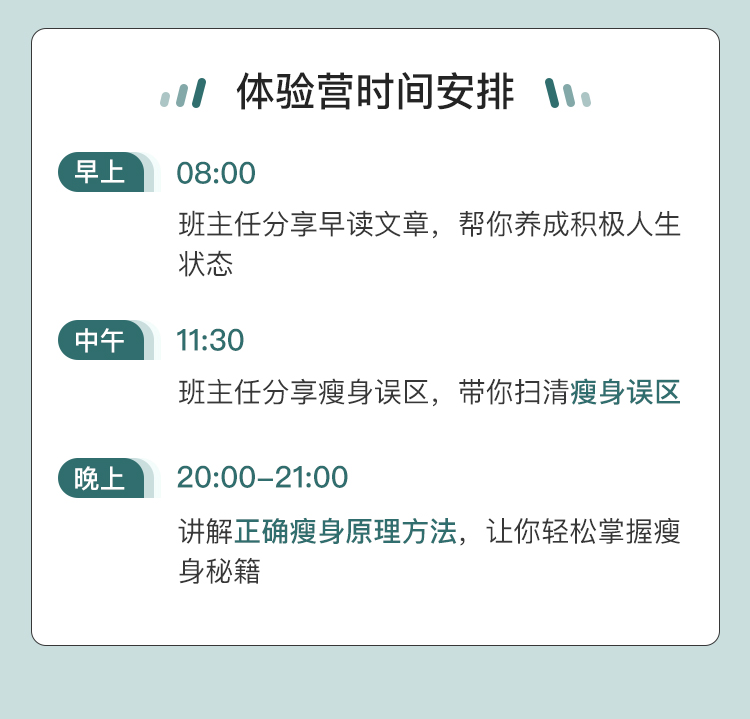 体验营时间安排
早上 08:00
班主任分享早读文章，帮你养成积极人生
状态
中午 11:30
班主任分享瘦身误区，带你扫清瘦身误区
晚上 20:00–21:00
讲解正确瘦身原理方法，让你轻松掌握瘦
身秘籍